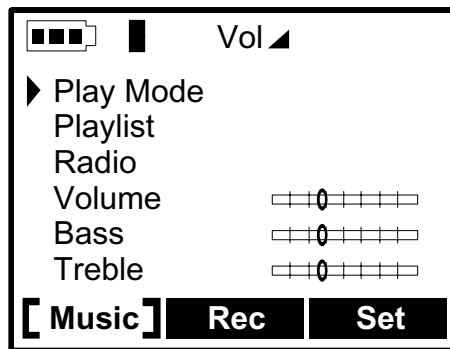 Vol
Play Mode
Playlist
Radio
Volume
Bass
Treble
[Music] Rec Set